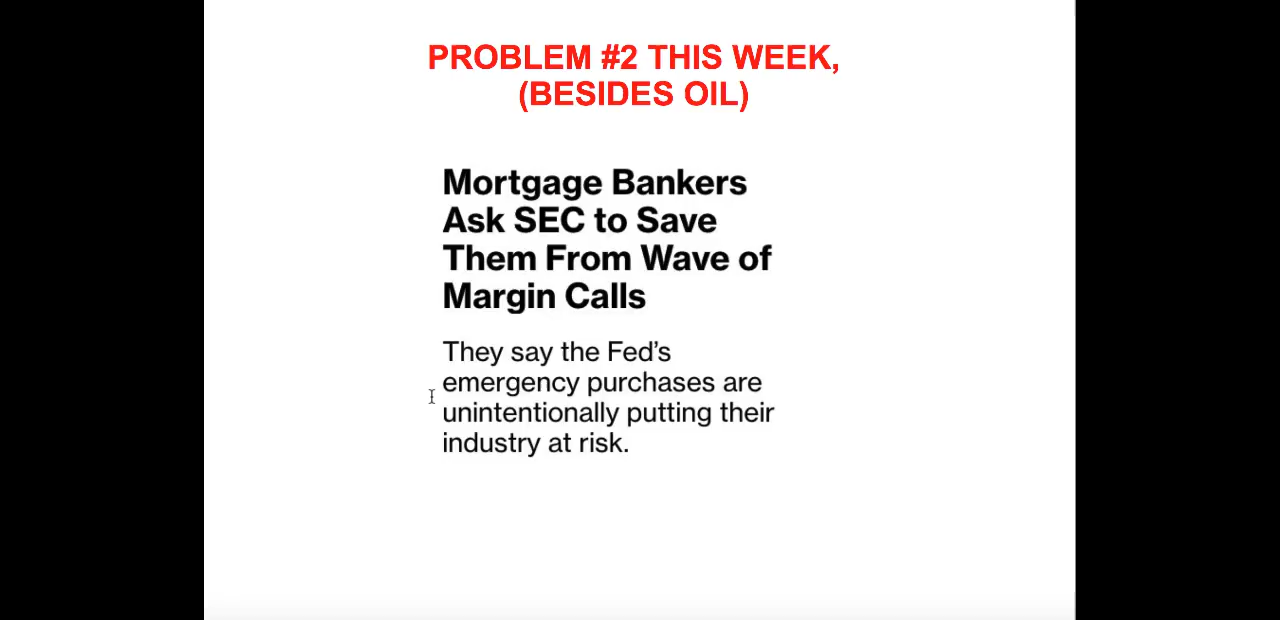 PROBLEM #2 THIS WEEK,
(BESIDES OIL)
Mortgage Bankers
Ask SEC to Save
Them From Wave of
Margin Calls
They say the Fed’s
emergency purchases are
unintentionally putting their
industry at risk.